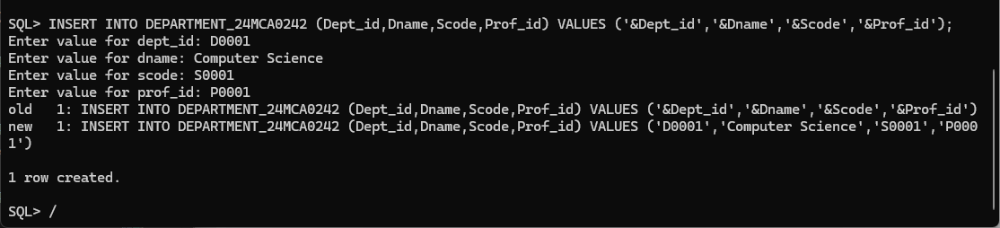 SQL> INSERT INTO DEPARTMENT_24MCA0242 (Dept_id,Dname,Scode,Prof_id) VALUES ('&Dept_id','&Dname','&Scode','&Prof_id');
Enter value for dept_id: D0001
Enter value for dname: Computer Science
Enter value for scode: S0001
Enter value for prof_id: P0001
old   1: INSERT INTO DEPARTMENT_24MCA0242 (Dept_id,Dname,Scode,Prof_id) VALUES ('&Dept_id','&Dname','&Scode','&Prof_id')
new   1: INSERT INTO DEPARTMENT_24MCA0242 (Dept_id,Dname,Scode,Prof_id) VALUES ('D0001','Computer Science','S0001','P000
1')
1 row created.
SQL> /